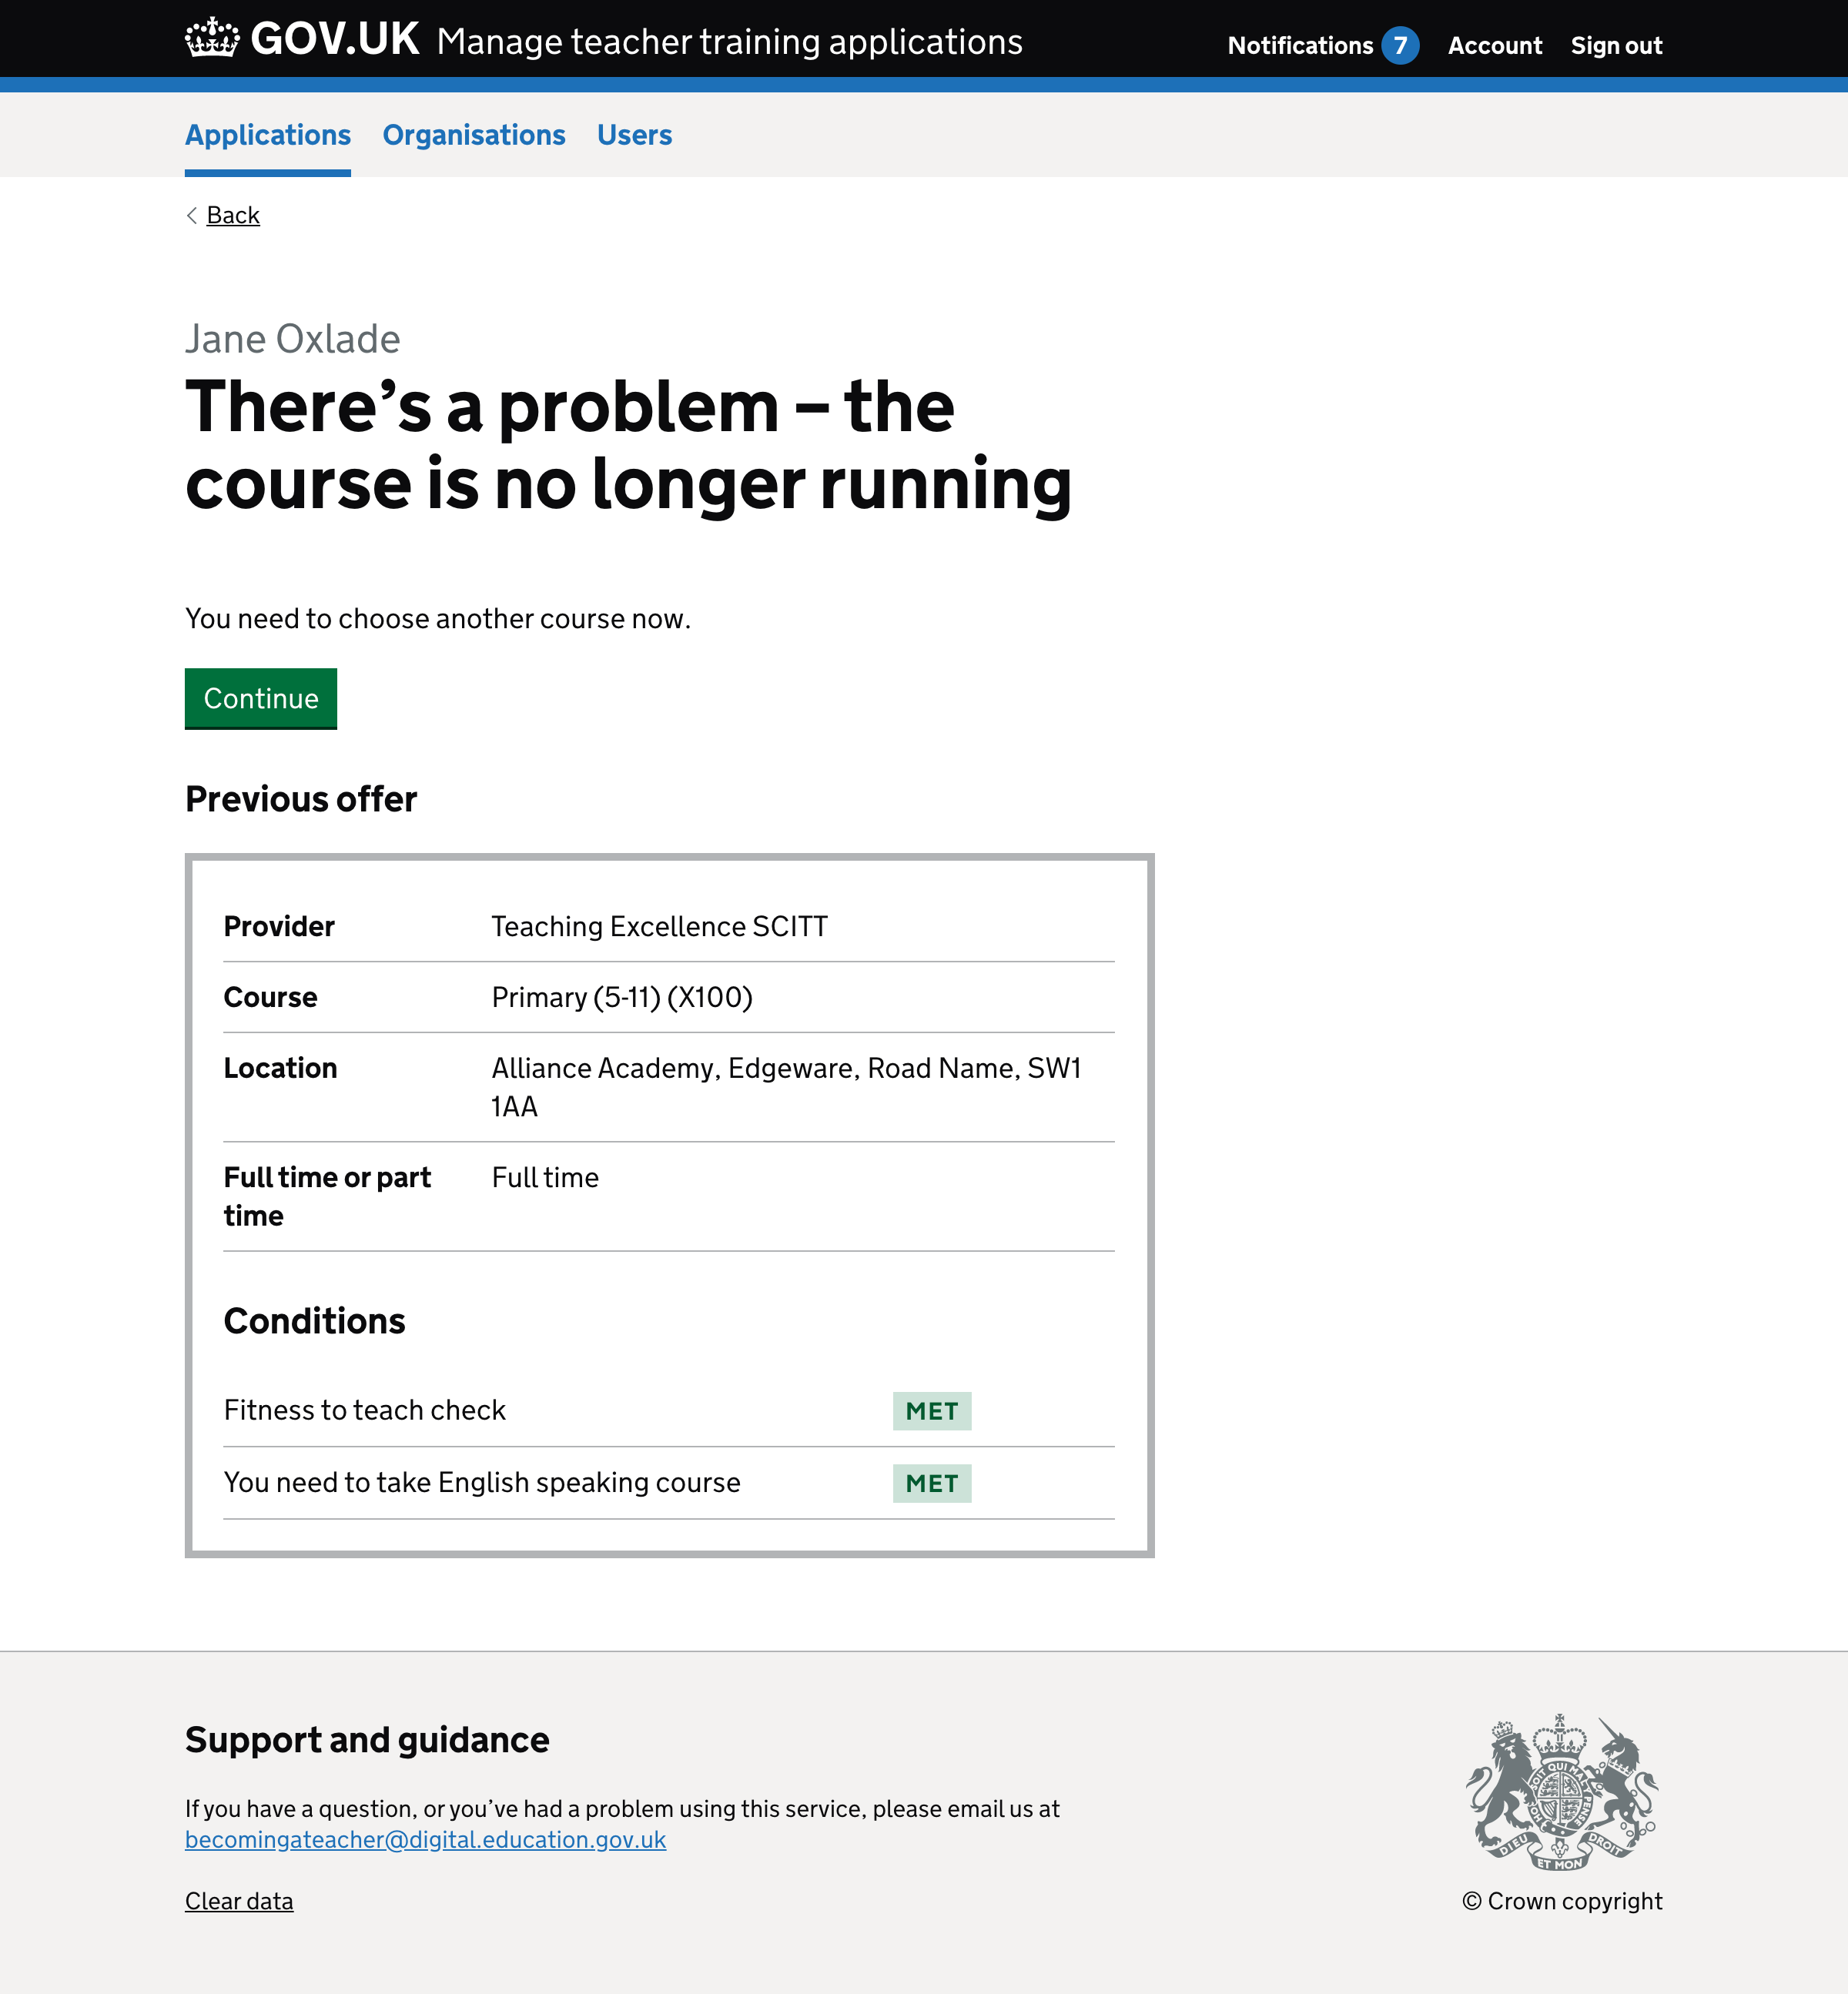 GOV.UK Manage teacher training applications Notifications 7 Account Sign out
Applications Organisations Users
Back
Jane Oxlade
There’s a problem – the
course is no longer running
You need to choose another course now.
Continue
Previous offer
Provider Teaching Excellence SCITT
Course Primary (5-11) (X100)
Location Alliance Academy, Edgeware, Road Name, SW1
1AA
Full time or part Full time
time
Conditions
Fitness to teach check MET
You need to take English speaking course MET
Support and guidance
If you have a question, or you’ve had a problem using this service, please email us at
becomingateacher@digital.education.gov.uk
Clear data
DIEU ET MON DROIT
© Crown copyright